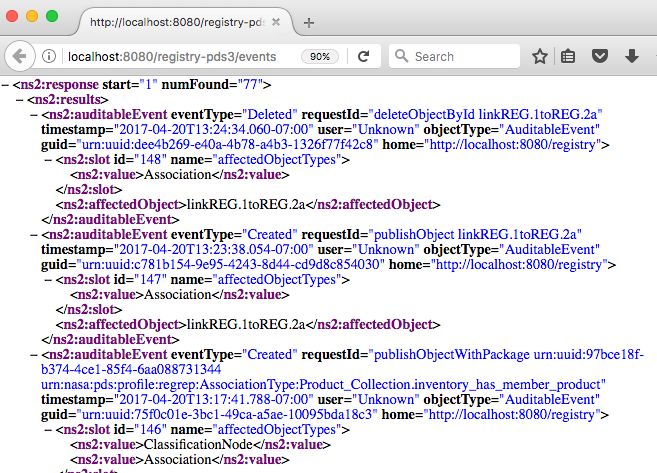 http://localhost:8080/registry-pds
localhost:8080/registry-pds3/events 90% Search
− <ns2:response start="1" numFound="77">
− <ns2:results>
− <ns2:auditableEvent eventType="Deleted" requestId="deleteObjectById linkREG.1toREG.2a"
timestamp="2017-04-20T13:24:34.060-07:00" user="Unknown" objectType="AuditableEvent"
guid="urn:uuid:dee4b269-e40a-4b78-a4b3-1326f77f42c8" home="http://localhost:8080/registry">
− <ns2:slot id="148" name="affectedObjectTypes">
<ns2:value>Association</ns2:value>
</ns2:slot>
<ns2:affectedObject>linkREG.1toREG.2a</ns2:affectedObject>
</ns2:auditableEvent>
− <ns2:auditableEvent eventType="Created" requestId="publishObject linkREG.1toREG.2a"
timestamp="2017-04-20T13:23:38.054-07:00" user="Unknown" objectType="AuditableEvent"
guid="urn:uuid:c781b154-9e95-4243-8d44-cd9d8c854030" home="http://localhost:8080/registry">
− <ns2:slot id="147" name="affectedObjectTypes">
<ns2:value>Association</ns2:value>
</ns2:slot>
<ns2:affectedObject>linkREG.1toREG.2a</ns2:affectedObject>
</ns2:auditableEvent>
− <ns2:auditableEvent eventType="Created" requestId="publishObjectWithPackage urn:uuid:97bce18f-
b374-4ce1-85f4-6aa088731344
urn:nasa:pds:profile:regrep:AssociationType:Product_Collection.inventory_has_member_product"
timestamp="2017-04-20T13:17:41.788-07:00" user="Unknown" objectType="AuditableEvent"
guid="urn:uuid:75f0c01e-3bc1-49ca-a5ae-10095bda18c3" home="http://localhost:8080/registry">
− <ns2:slot id="146" name="affectedObjectTypes">
<ns2:value>ClassificationNode</ns2:value>
<ns2:value>Association</ns2:value>